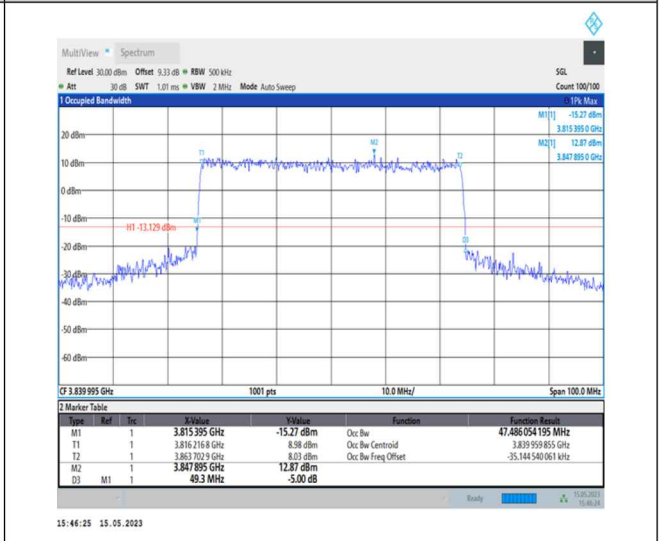 MultiView Spectrum
Ref Level 30.00 dBm Offset 9.33 dB RBW 500 kHz SGL
Att 30 dB SWT 1.01 ms VBW 2 MHz Mode Auto Sweep Count 100/100
1 Occupied Bandwidth 1Pk Max
M1[1] -15.27 dBm
3.815 395 0 GHz
M2[1] 12.87 dBm
3.847 895 0 GHz
20 dBm
M2
T1
T2
10 dBm
0 dBm
-10 dBm
M1
H1 -13.129 dBm
D3
-30 dBm
-40 dBm
-50 dBm
-60 dBm
CF 3.839 995 GHz 1001 pts 10.0 MHz/ Span 100.0 MHz
2 Marker Table
Type Ref Trc X-Value Y-Value Function Function Result
M1 1 3.815395 GHz -15.27 dBm Occ Bw 47.486 054 195 MHz
T1 1 3.816 216 8 GHz 8.98 dBm Occ Bw Centroid 3.839 959 855 GHz
T2 1 3.863 702 9 GHz 8.03 dBm Occ Bw Freq Offset -35.144 540 061 kHz
M2 1 3.847 895 GHz 12.87 dBm
D3 M1 1 49.3 MHz -5.00 dB
Ready 15.05.2023
15:46:24
15:46:25 15.05.2023